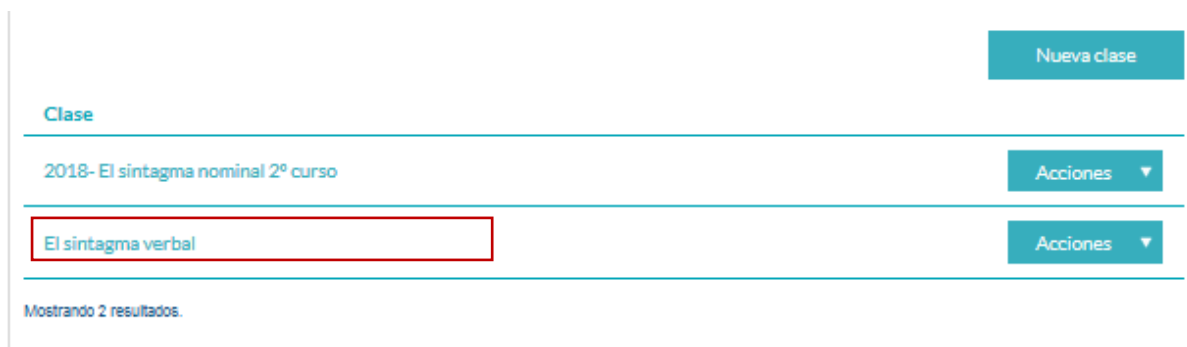 Nueva clase
Clase
2018- El sintagma nominal 2º curso
Acciones
El sintagma verbal
Acciones
Mostrando 2 resultados.